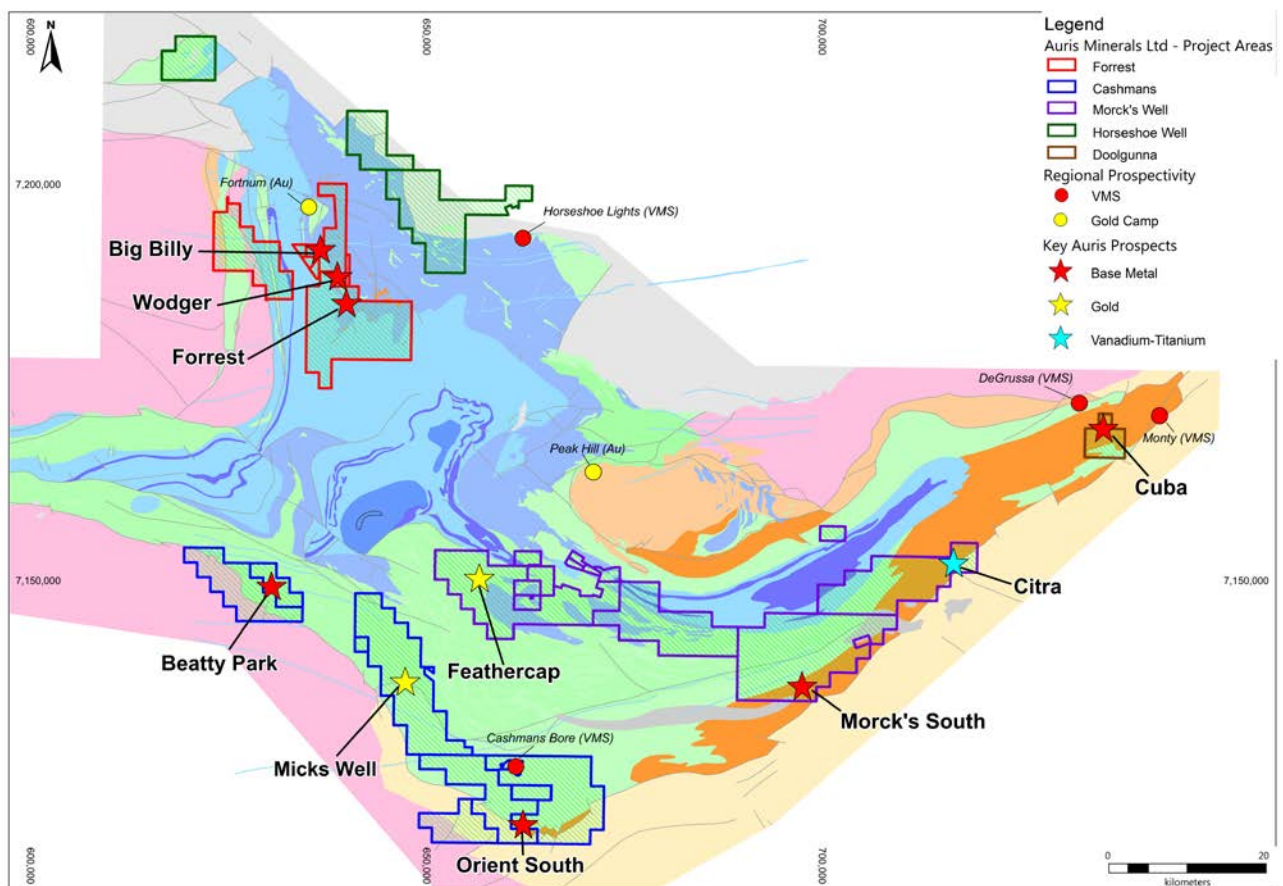 600,000
650,000
700,000
N
Legend
Auris Minerals Ltd - Project Areas
Forrest
Cashmans
Morck's Well
Horseshoe Well
Doolgunna
Regional Prospectivity
VMS
Gold Camp
Key Auris Prospects
Base Metal
Gold
Vanadium-Titanium
7,200,000
Fortnum (Au)
Horseshoe Lights (VMS)
Big Billy
Wodger
Forrest
DeGrussa (VMS)
Monty (VMS)
Peak Hill (Au)
Cuba
7,150,000
7,150,000
Citra
Beatty Park
Feathercap
Morck's South
Cashmans Bore (VMS)
Micks Well
Orient South
600,000
650,000
700,000
0
20
kilometers